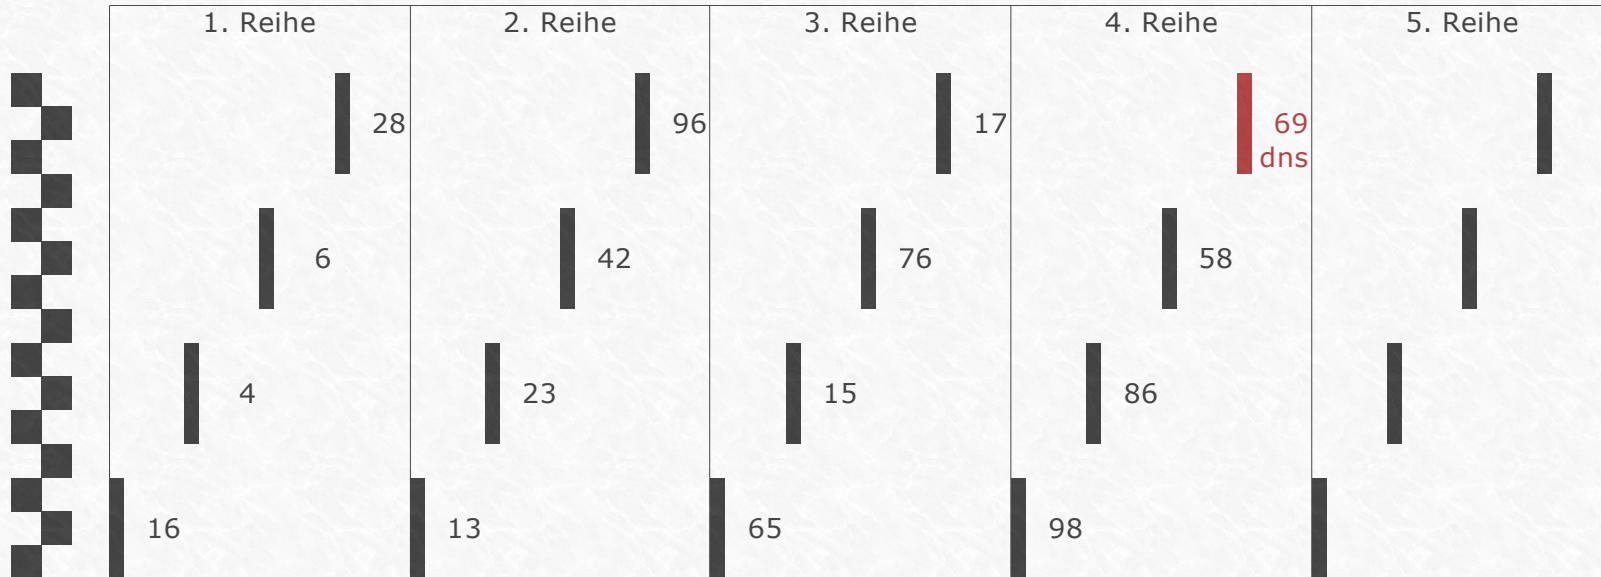 1. Reihe
2. Reihe
3. Reihe
4. Reihe
5. Reihe
28
96
17
69
dns
6
42
76
58
4
23
15
86
16
13
65
98